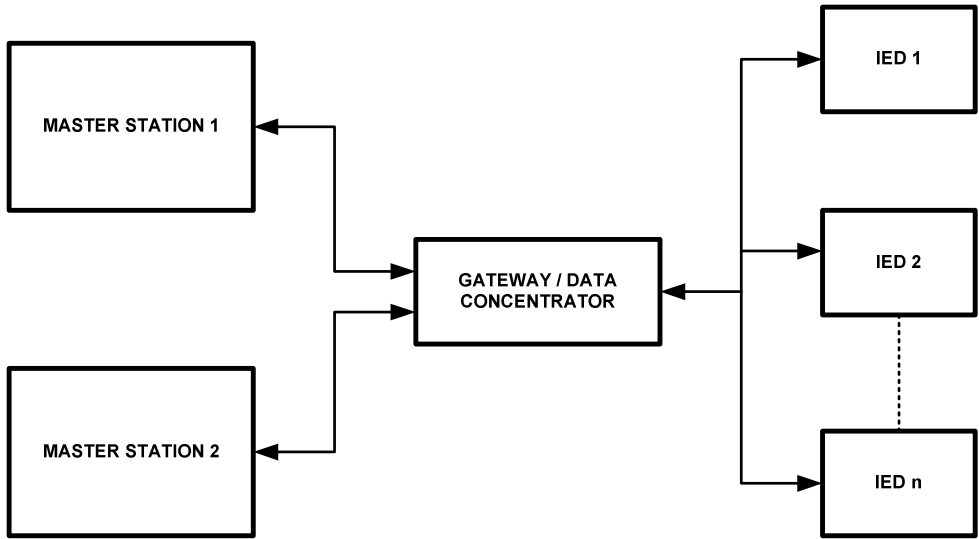 MASTER STATION 1
MASTER STATION 2
GATEWAY / DATA
CONCENTRATOR
IED 1
IED 2
IED n